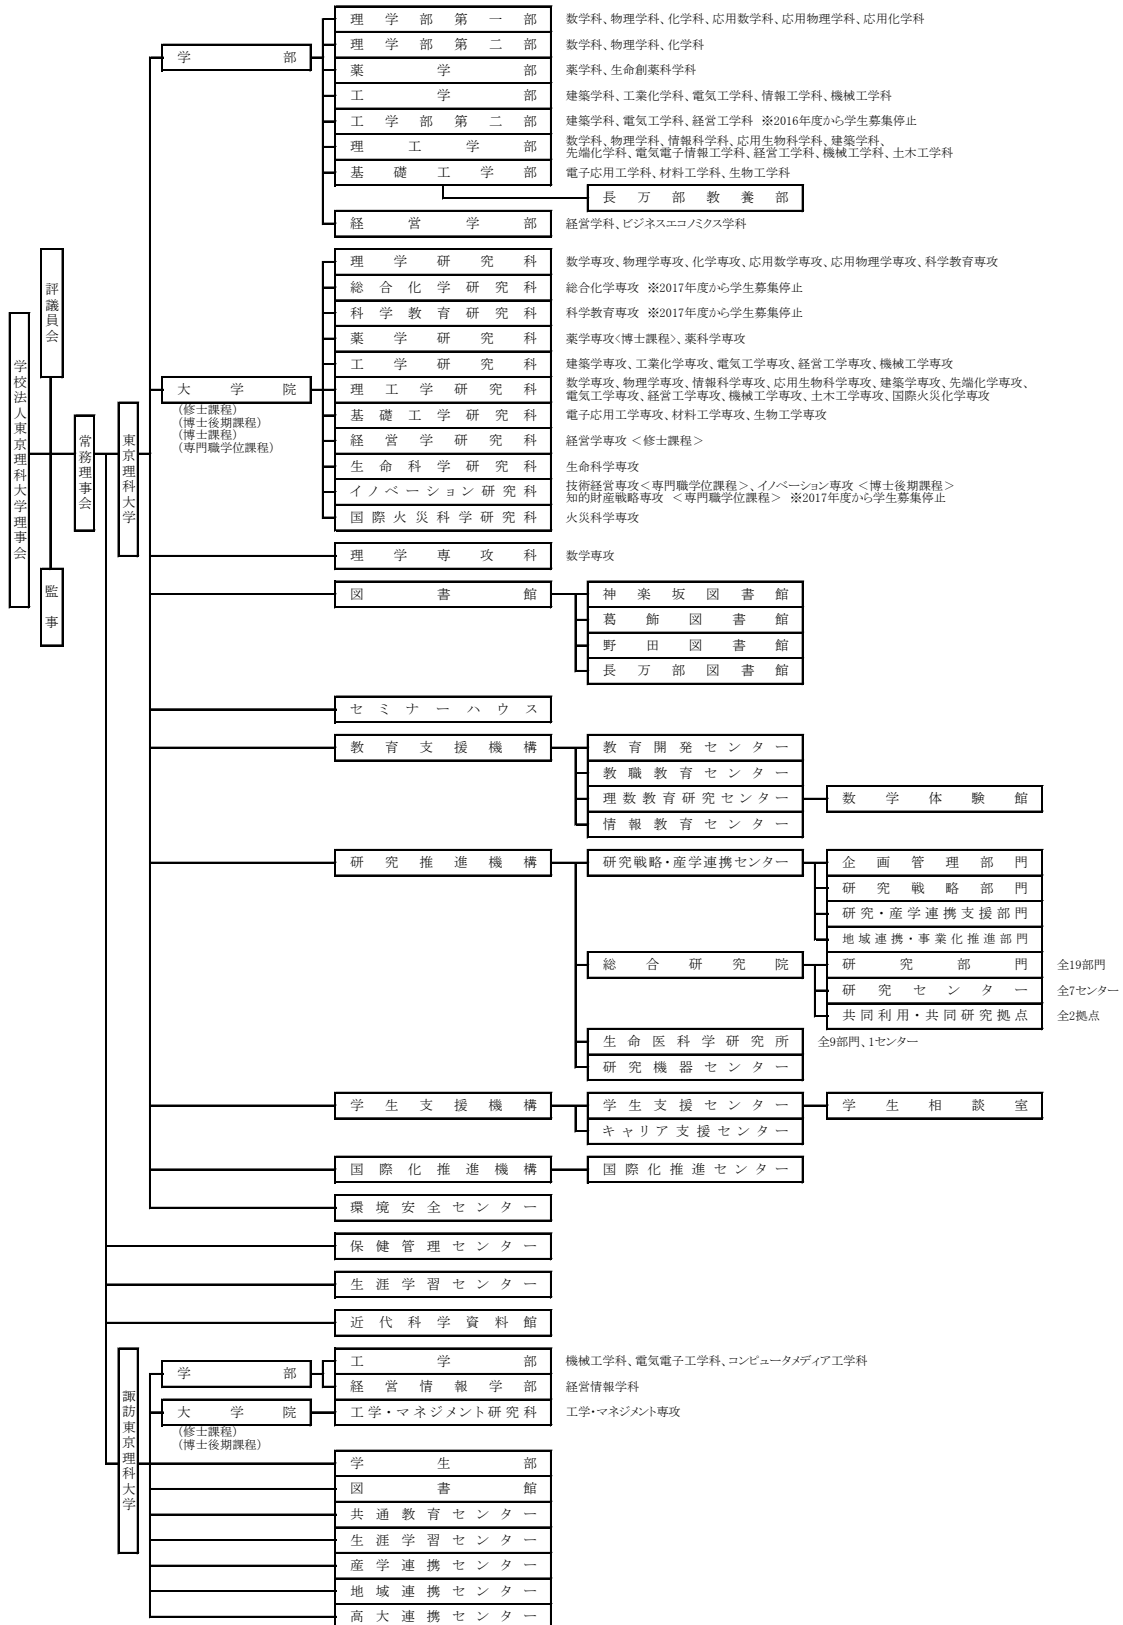 学校法人東京理科大学理事会
評議員会
監事
常務理事会
東京理科大学
学部
理学部第一部 数学科、物理学科、化学科、応用数学科、応用物理学科、応用化学科
理学部第二部 数学科、物理学科、化学科
薬学部 薬学科、生命創薬科学科
工学部 建築学科、工業化学科、電気工学科、情報工学科、機械工学科
工学部第二部 建築学科、電気工学科、経営工学科 ※2016年度から学生募集停止
理工学部 数学科、物理学科、情報科学科、応用生物科学科、建築学科、
先端化学科、電気電子情報工学科、経営工学科、機械工学科、土木工学科
基礎工学部 電子応用工学科、材料工学科、生物工学科
長万部教養部
経営学部 経営学科、ビジネスエコノミクス学科
大学院
(修士課程)
(博士後期課程)
(博士課程)
(専門職学位課程)
理学研究科 数学専攻、物理学専攻、化学専攻、応用数学専攻、応用物理学専攻、科学教育専攻
総合化学研究科 総合化学専攻 ※2017年度から学生募集停止
科学教育研究科 科学教育専攻 ※2017年度から学生募集停止
薬学研究科 薬学専攻<博士課程>、薬科学専攻
工学研究科 建築学専攻、工業化学専攻、電気工学専攻、経営工学専攻、機械工学専攻
理工学研究科 数学専攻、物理学専攻、情報科学専攻、応用生物科学専攻、建築学専攻、先端化学専攻、
電気工学専攻、経営工学専攻、機械工学専攻、土木工学専攻、国際火災化学専攻
基礎工学研究科 電子応用工学専攻、材料工学専攻、生物工学専攻
経営学研究科 経営学専攻 <修士課程>
生命科学研究科 生命科学専攻
イノベーション研究科 技術経営専攻<専門職学位課程>、イノベーション専攻 <博士後期課程>
知的財産戦略専攻 <専門職学位課程> ※2017年度から学生募集停止
国際火災科学研究科 火災科学専攻
理学専攻科 数学専攻
図書館
神楽坂図書館
葛飾図書館
野田図書館
長万部図書館
セミナーハウス
教育支援機構
教育開発センター
教職教育センター
理数教育研究センター 数学体験館
情報教育センター
研究推進機構
研究戦略・産学連携センター
企画管理部門
研究戦略部門
研究・産学連携支援部門
地域連携・事業化推進部門
総合研究院
研究部門 全19部門
研究センター 全7センター
共同利用・共同研究拠点 全2拠点
生命医科学研究所 全9部門、1センター
研究機器センター
学生支援機構
学生支援センター 学生相談室
キャリア支援センター
国際化推進機構 国際化推進センター
環境安全センター
保健管理センター
生涯学習センター
近代科学資料館
諏訪東京理科大学
学部
工学部 機械工学科、電気電子工学科、コンピュータメディア工学科
経営情報学部 経営情報学科
大学院
(修士課程)
(博士後期課程)
工学・マネジメント研究科 工学・マネジメント専攻
学生部
図書館
共通教育センター
生涯学習センター
産学連携センター
地域連携センター
高大連携センター